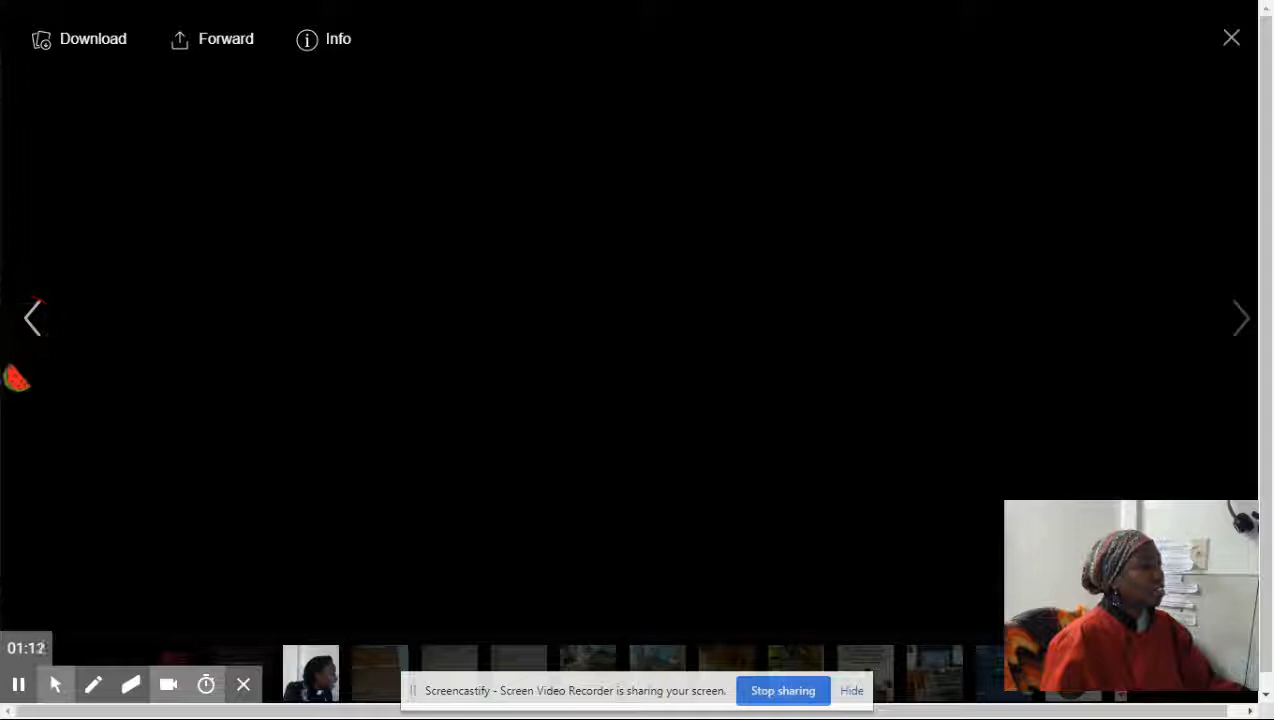 Download Forward Info
01:12
Screencastify - Screen Video Recorder is sharing your screen. Stop sharing Hide